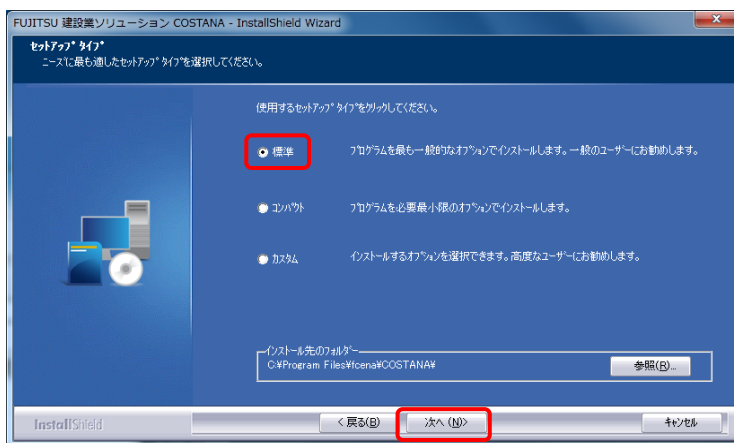 FUJITSU 建設業ソリューション COSTANA - InstallShield Wizard
セットアップ タイプ
ニーズに最も適したセットアップ タイプを選択してください。
使用するセットアップ タイプをクリックしてください。
標準 プログラムを最も一般的なオプションでインストールします。一般のユーザーにお勧めします。
コンパクト プログラムを必要最小限のオプションでインストールします。
カスタム インストールするオプションを選択できます。高度なユーザーにお勧めします。
インストール先のフォルダー
C:¥Program Files¥fcena¥COSTANA¥
参照(R)...
InstallShield
< 戻る(B) 次へ (N)> キャンセル